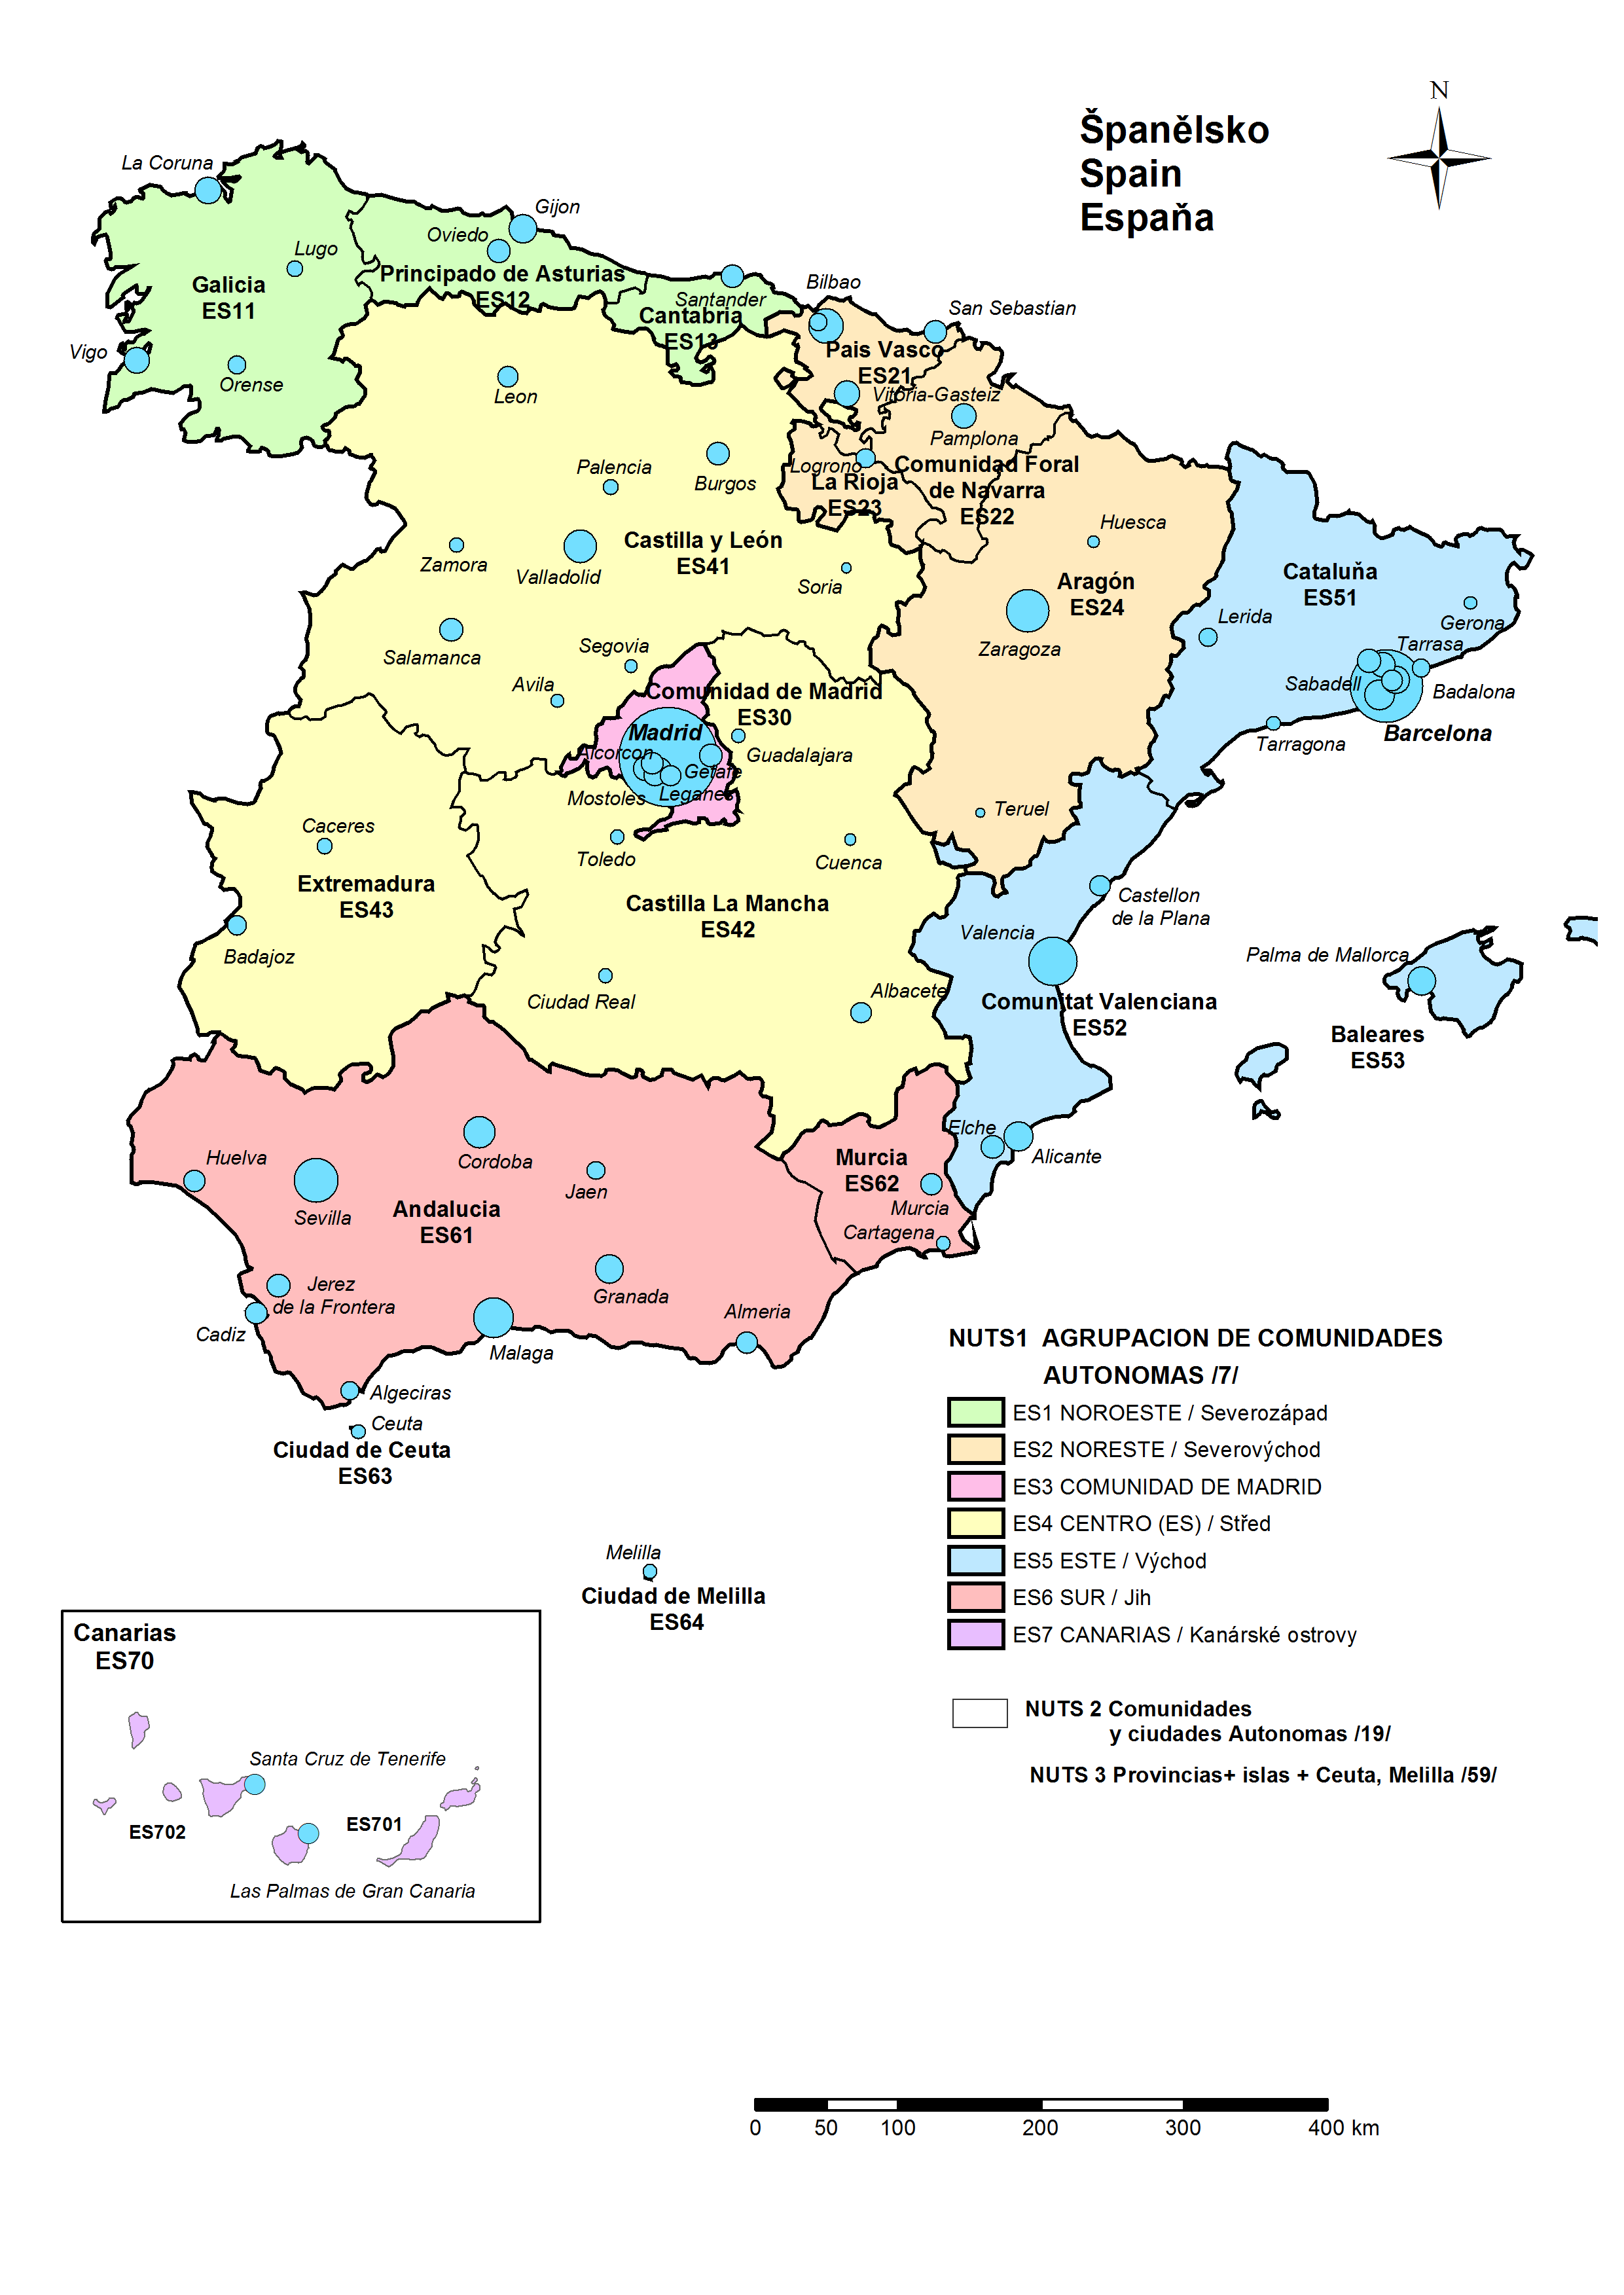 N
Španělsko
Spain
Espaňa
La Coruna
Gijon
Oviedo
Lugo
Principado de Asturias
ES12
Galicia
ES11
Santander
Cantabria
ES13
Bilbao
San Sebastian
Vigo
Orense
Pais Vasco
ES21
Vitoria-Gasteiz
Leon
Pamplona
Palencia
Burgos
Logrono
La Rioja
ES23
Comunidad Foral
de Navarra
ES22
Huesca
Zamora
Valladolid
Castilla y León
ES41
Soria
Aragón
ES24
Cataluňa
ES51
Lerida
Gerona
Zaragoza
Salamanca
Segovia
Tarrasa
Avila
Comunidad de Madrid
ES30
Sabadell
Badalona
Madrid
Barcelona
Tarragona
Alcorcon
Guadalajara
Getafe
Mostoles
Leganes
Teruel
Caceres
Toledo
Cuenca
Extremadura
ES43
Castilla La Mancha
ES42
Castellon
de la Plana
Valencia
Badajoz
Palma de Mallorca
Ciudad Real
Albacete
Comunitat Valenciana
ES52
Baleares
ES53
Elche
Alicante
Huelva
Cordoba
Jaen
Murcia
ES62
Murcia
Sevilla
Andalucia
ES61
Cartagena
Jerez
de la Frontera
Granada
Almeria
Cadiz
Malaga
Algeciras
Ceuta
Ciudad de Ceuta
ES63
Melilla
Ciudad de Melilla
ES64
NUTS1 AGRUPACION DE COMUNIDADES
AUTONOMAS /7/
ES1 NOROESTE / Severozápad
ES2 NORESTE / Severovýchod
ES3 COMUNIDAD DE MADRID
ES4 CENTRO (ES) / Střed
ES5 ESTE / Východ
ES6 SUR / Jih
ES7 CANARIAS / Kanárské ostrovy
NUTS 2 Comunidades
y ciudades Autonomas /19/
NUTS 3 Provincias+ islas + Ceuta, Melilla /59/
Canarias
ES70
Santa Cruz de Tenerife
ES702
ES701
Las Palmas de Gran Canaria
0 50 100 200 300 400 km